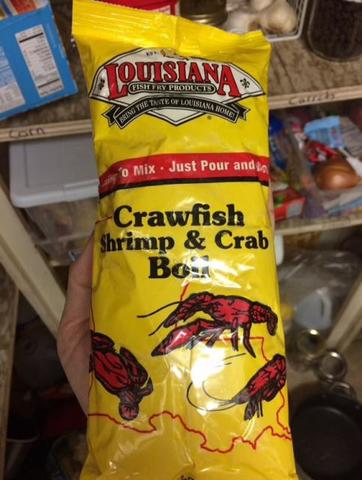 LOUISIANA
FISH FRY PRODUCTS
BRING THE TASTE OF LOUISIANA HOME!
To Mix · Just Pour and
Crawfish
Shrimp & Crab
Boil
Corn
Carrots